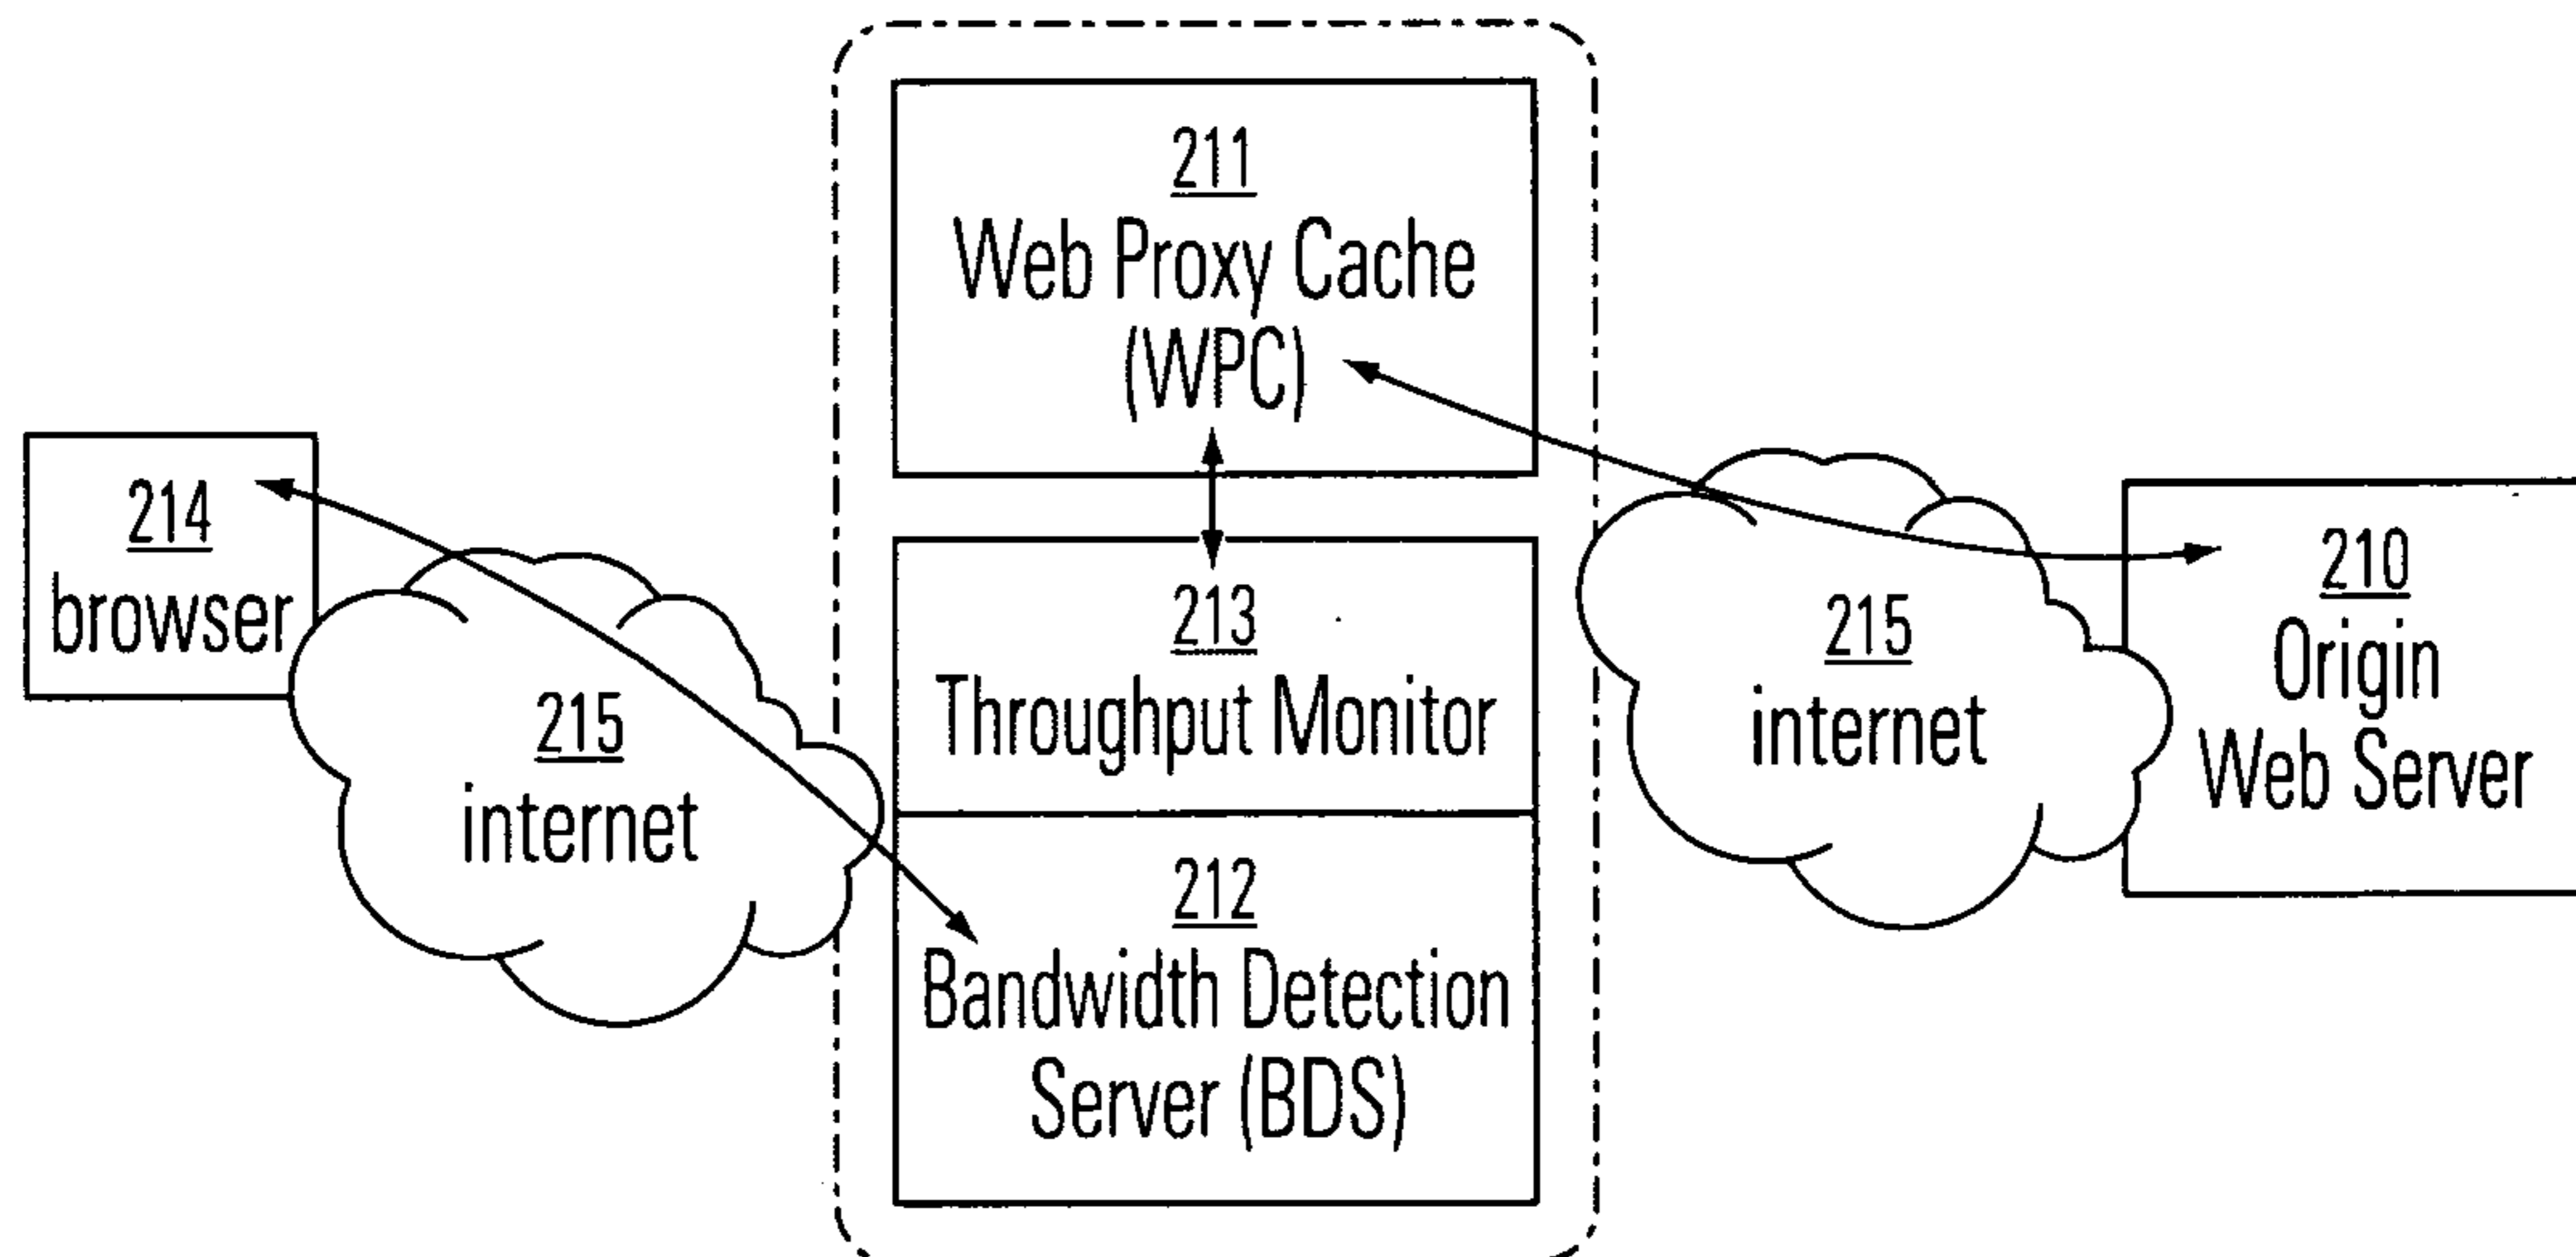 211
Web Proxy Cache
(WPC)
214
browser
215
internet
213
Throughput Monitor
212
Bandwidth Detection
Server (BDS)
215
internet
210
Origin
Web Server